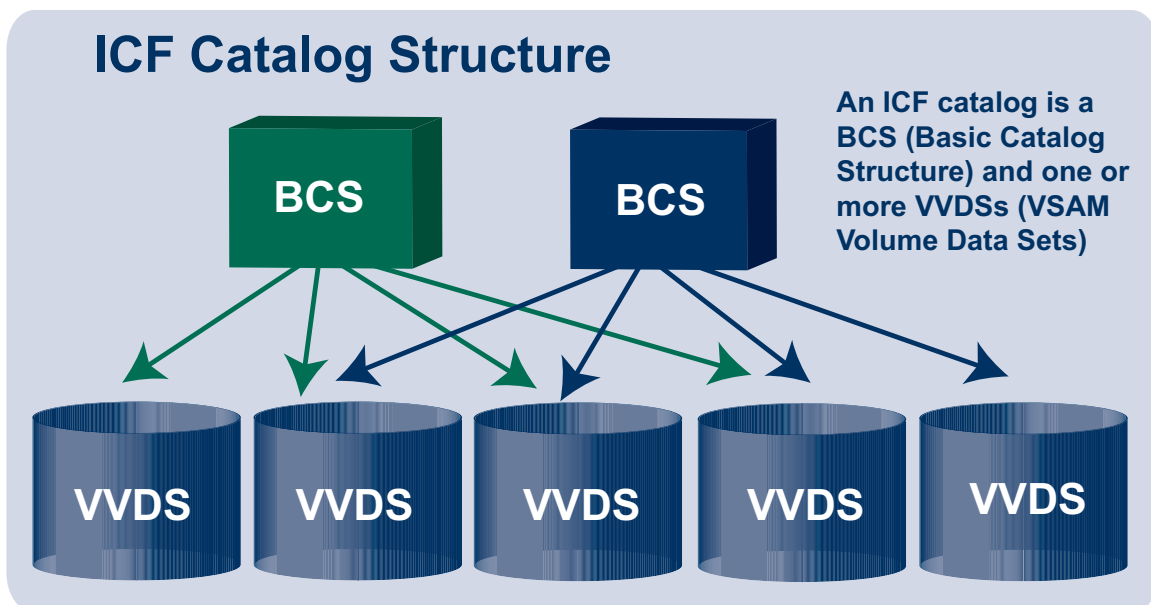 ICF Catalog Structure
An ICF catalog is a
BCS (Basic Catalog
Structure) and one or
more VVDSs (VSAM
Volume Data Sets)
BCS
BCS
VVDS
VVDS
VVDS
VVDS
VVDS